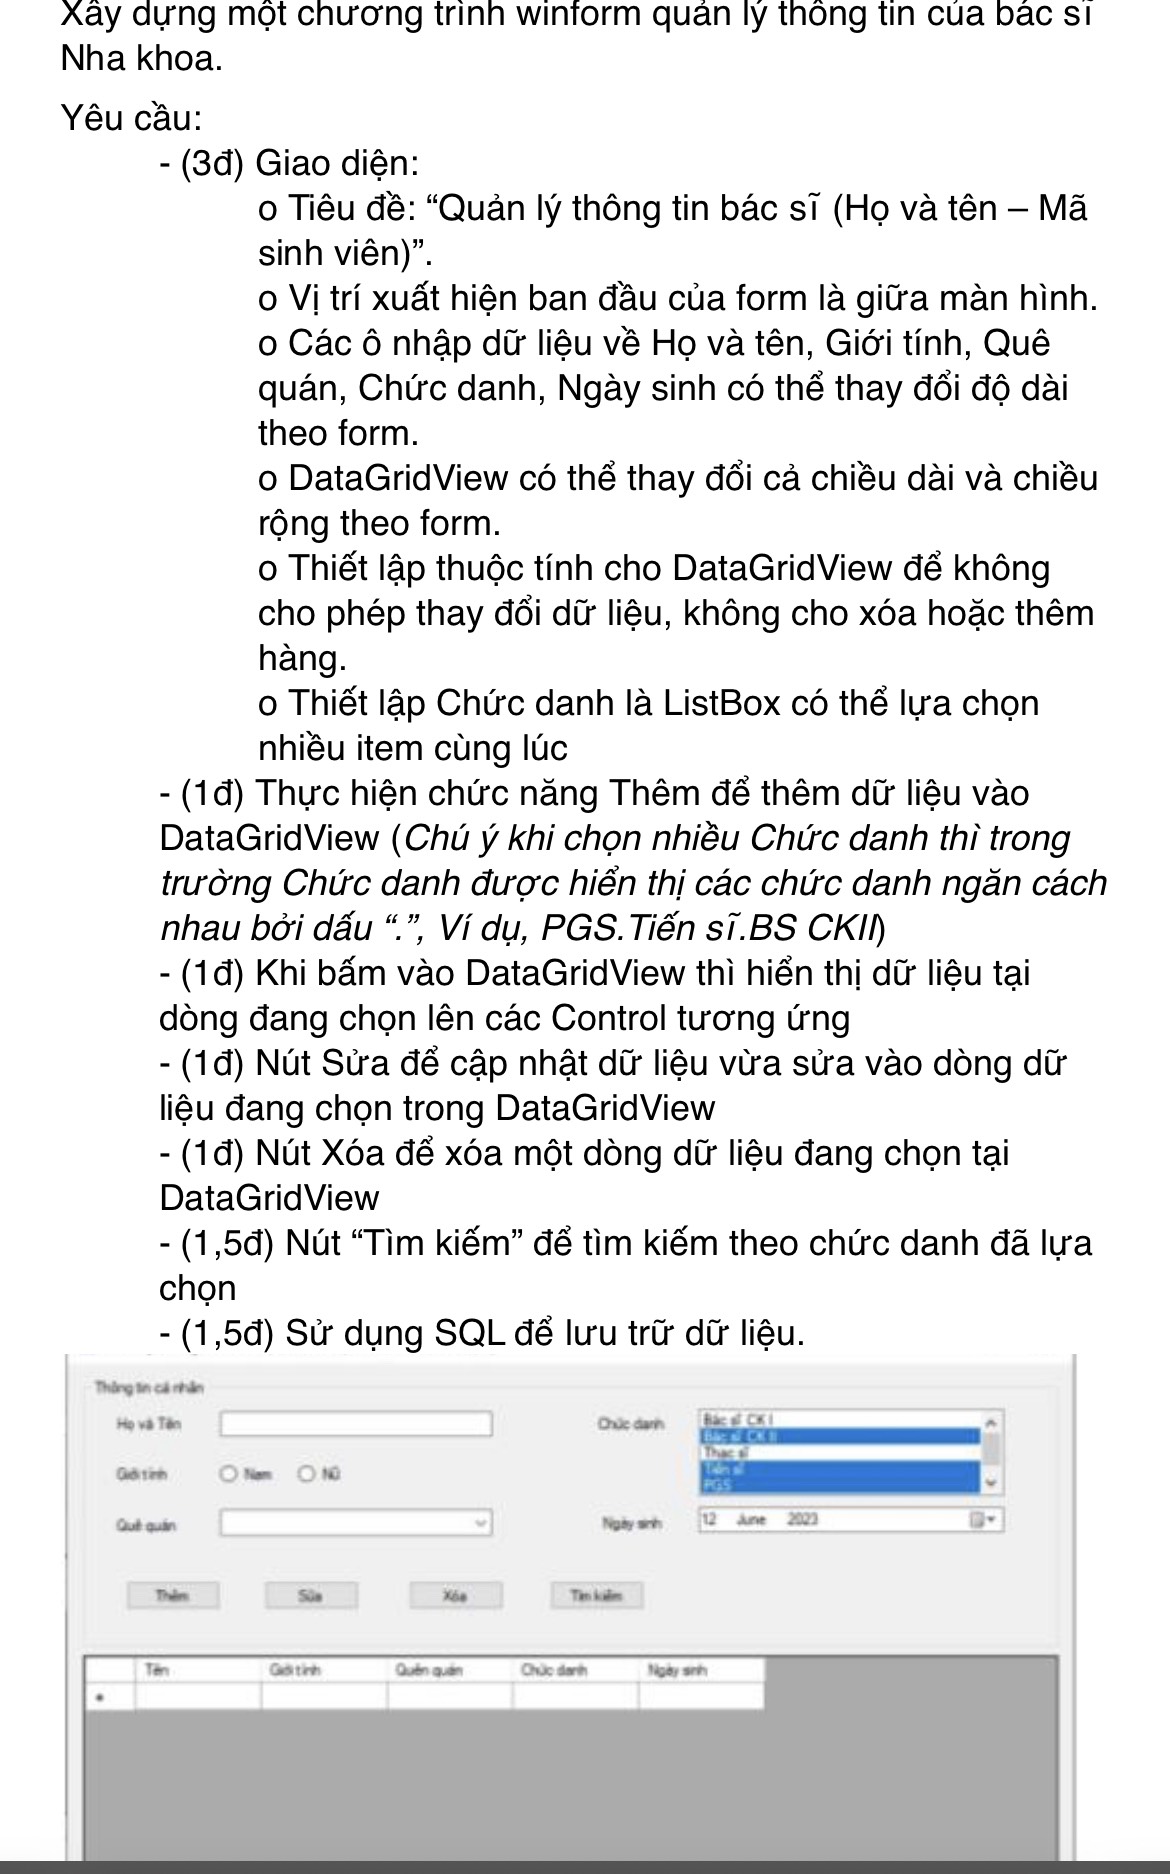 Xây dựng một chương trình winform quản lý thông tin của bác sĩ
Nha khoa.
Yêu cầu:
- (3đ) Giao diện:
o Tiêu đề: “Quản lý thông tin bác sĩ (Họ và tên – Mã
sinh viên)”.
o Vị trí xuất hiện ban đầu của form là giữa màn hình.
o Các ô nhập dữ liệu về Họ và tên, Giới tính, Quê
quán, Chức danh, Ngày sinh có thể thay đổi độ dài
theo form.
o DataGridView có thể thay đổi cả chiều dài và chiều
rộng theo form.
o Thiết lập thuộc tính cho DataGridView để không
cho phép thay đổi dữ liệu, không cho xóa hoặc thêm
hàng.
o Thiết lập Chức danh là ListBox có thể lựa chọn
nhiều item cùng lúc
- (1đ) Thực hiện chức năng Thêm để thêm dữ liệu vào
DataGridView (Chú ý khi chọn nhiều Chức danh thì trong
trường Chức danh được hiển thị các chức danh ngăn cách
nhau bởi dấu “.”, Ví dụ, PGS.Tiến sĩ.BS CKII)
- (1đ) Khi bấm vào DataGridView thì hiển thị dữ liệu tại
dòng đang chọn lên các Control tương ứng
- (1đ) Nút Sửa để cập nhật dữ liệu vừa sửa vào dòng dữ
liệu đang chọn trong DataGridView
- (1đ) Nút Xóa để xóa một dòng dữ liệu đang chọn tại
DataGridView
- (1,5đ) Nút “Tìm kiếm” để tìm kiếm theo chức danh đã lựa
chọn
- (1,5đ) Sử dụng SQL để lưu trữ dữ liệu.
Thông tin cá nhân
Họ và Tên
Chức danh
Bác sĩ CK I
Bác sĩ CK II
Thạc sĩ
Tiến sĩ
PGS
Giới tính
Nam
Nữ
Quê quán
Ngày sinh
12 June 2023
Thêm
Sửa
Xóa
Tìm kiếm
Tên
Giới tính
Quên quán
Chức danh
Ngày sinh